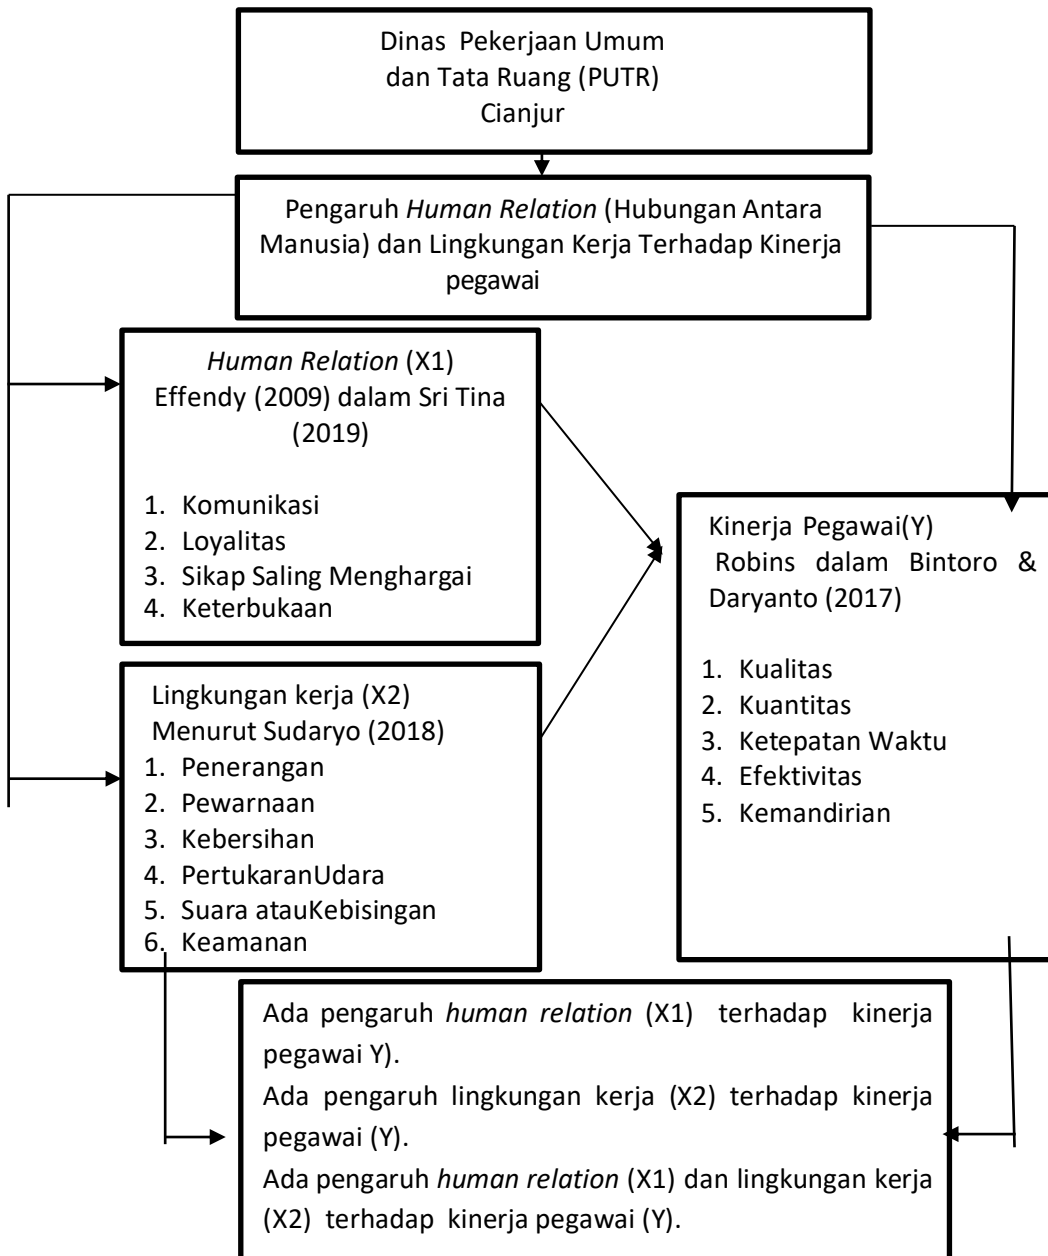 Dinas Pekerjaan Umum
dan Tata Ruang (PUTR)
Cianjur
Pengaruh Human Relation (Hubungan Antara
Manusia) dan Lingkungan Kerja Terhadap Kinerja
pegawai
Human Relation (X1)
Effendy (2009) dalam Sri Tina
(2019)
1. Komunikasi
2. Loyalitas
3. Sikap Saling Menghargai
4. Keterbukaan
Lingkungan kerja (X2)
Menurut Sudaryo (2018)
1. Penerangan
2. Pewarnaan
3. Kebersihan
4. PertukaranUdara
5. Suara atauKebisingan
6. Keamanan
Kinerja Pegawai(Y)
Robins dalam Bintoro &
Daryanto (2017)
1. Kualitas
2. Kuantitas
3. Ketepatan Waktu
4. Efektivitas
5. Kemandirian
Ada pengaruh human relation (X1) terhadap kinerja
pegawai Y).
Ada pengaruh lingkungan kerja (X2) terhadap kinerja
pegawai (Y).
Ada pengaruh human relation (X1) dan lingkungan kerja
(X2) terhadap kinerja pegawai (Y).